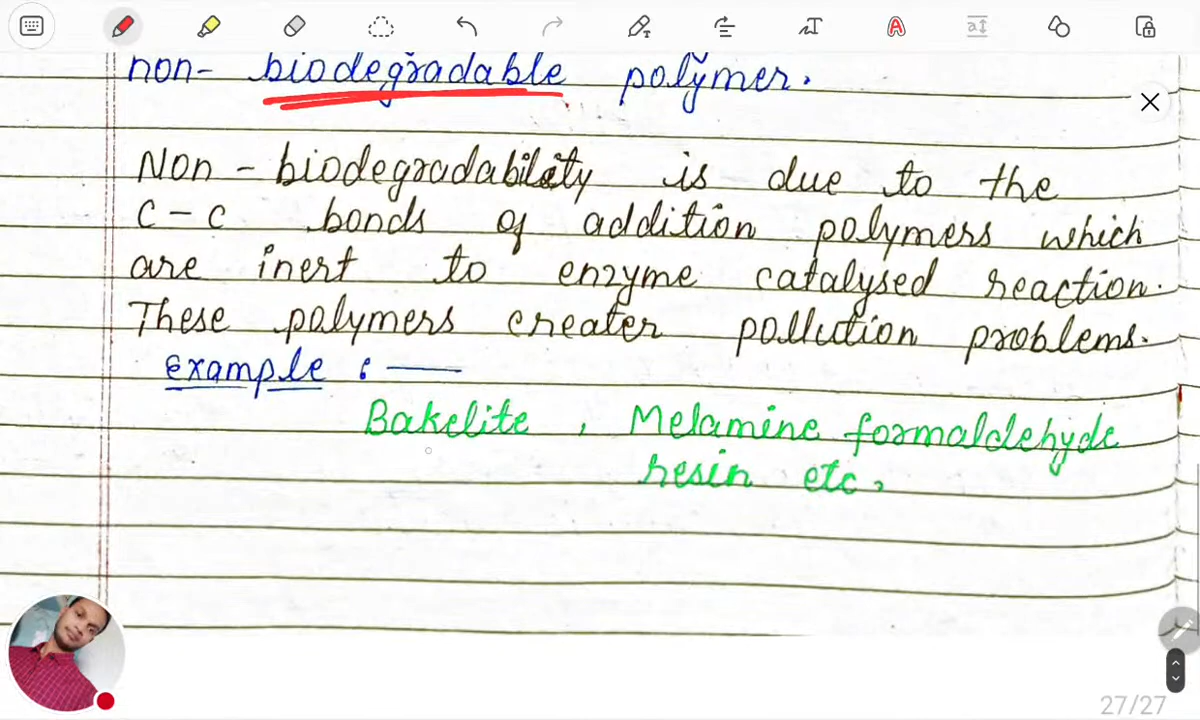 non- biodegradable polymer.
Non - biodegradability is due to the
C - C bonds of addition polymers which
are inert to enzyme catalysed reaction.
These polymers creater pollution problems.
Example : —
Bakelite , Melamine formaldehyde
resin etc.
27/27